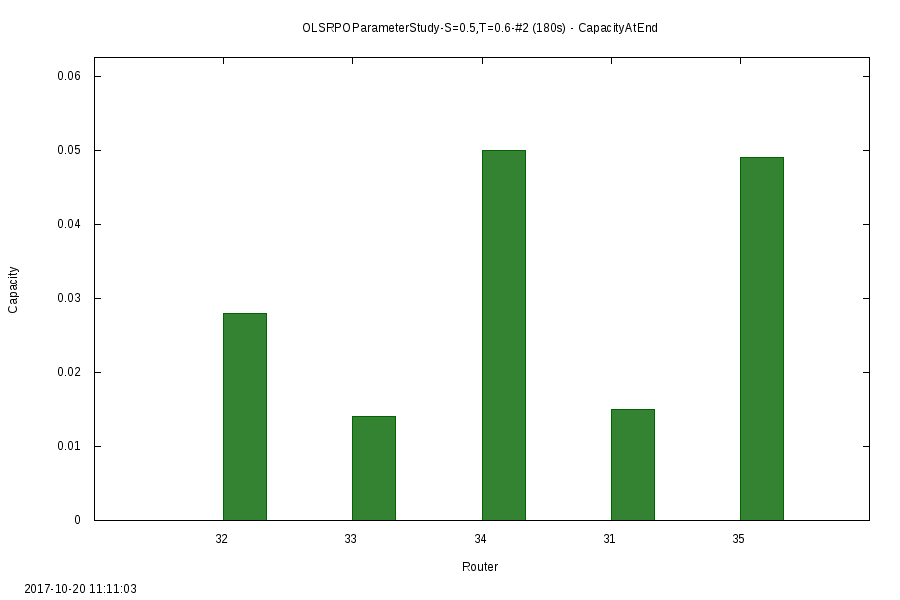 OLSRPOParameterStudy-S=0.5,T=0.6-#2 (180s) - CapacityAtEnd
0.06
0.05
0.04
0.03
0.02
0.01
0
Capacity
32 33 34 31 35
Router
2017-10-20 11:11:03